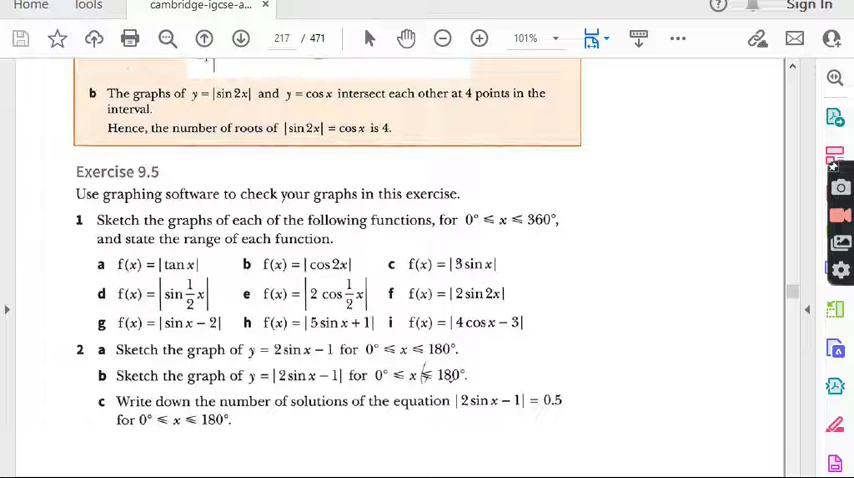 Home Tools cambridge-igcse-a... × Sign In
217 / 471 101%
b The graphs of y = |sin 2x| and y = cos x intersect each other at 4 points in the
interval.
Hence, the number of roots of |sin 2x| = cos x is 4.
Exercise 9.5
Use graphing software to check your graphs in this exercise.
1 Sketch the graphs of each of the following functions, for 0° ≤ x ≤ 360°,
and state the range of each function.
a f(x) = |tan x| b f(x) = |cos 2x| c f(x) = |3 sin x|
d f(x) = |sin 1/2 x| e f(x) = |2 cos 1/2 x| f f(x) = |2 sin 2x|
g f(x) = |sin x − 2| h f(x) = |5 sin x + 1| i f(x) = |4 cos x − 3|
2 a Sketch the graph of y = 2 sin x − 1 for 0° ≤ x ≤ 180°.
b Sketch the graph of y = |2 sin x − 1| for 0° ≤ x ≤ 180°.
c Write down the number of solutions of the equation |2 sin x − 1| = 0.5
for 0° ≤ x ≤ 180°.